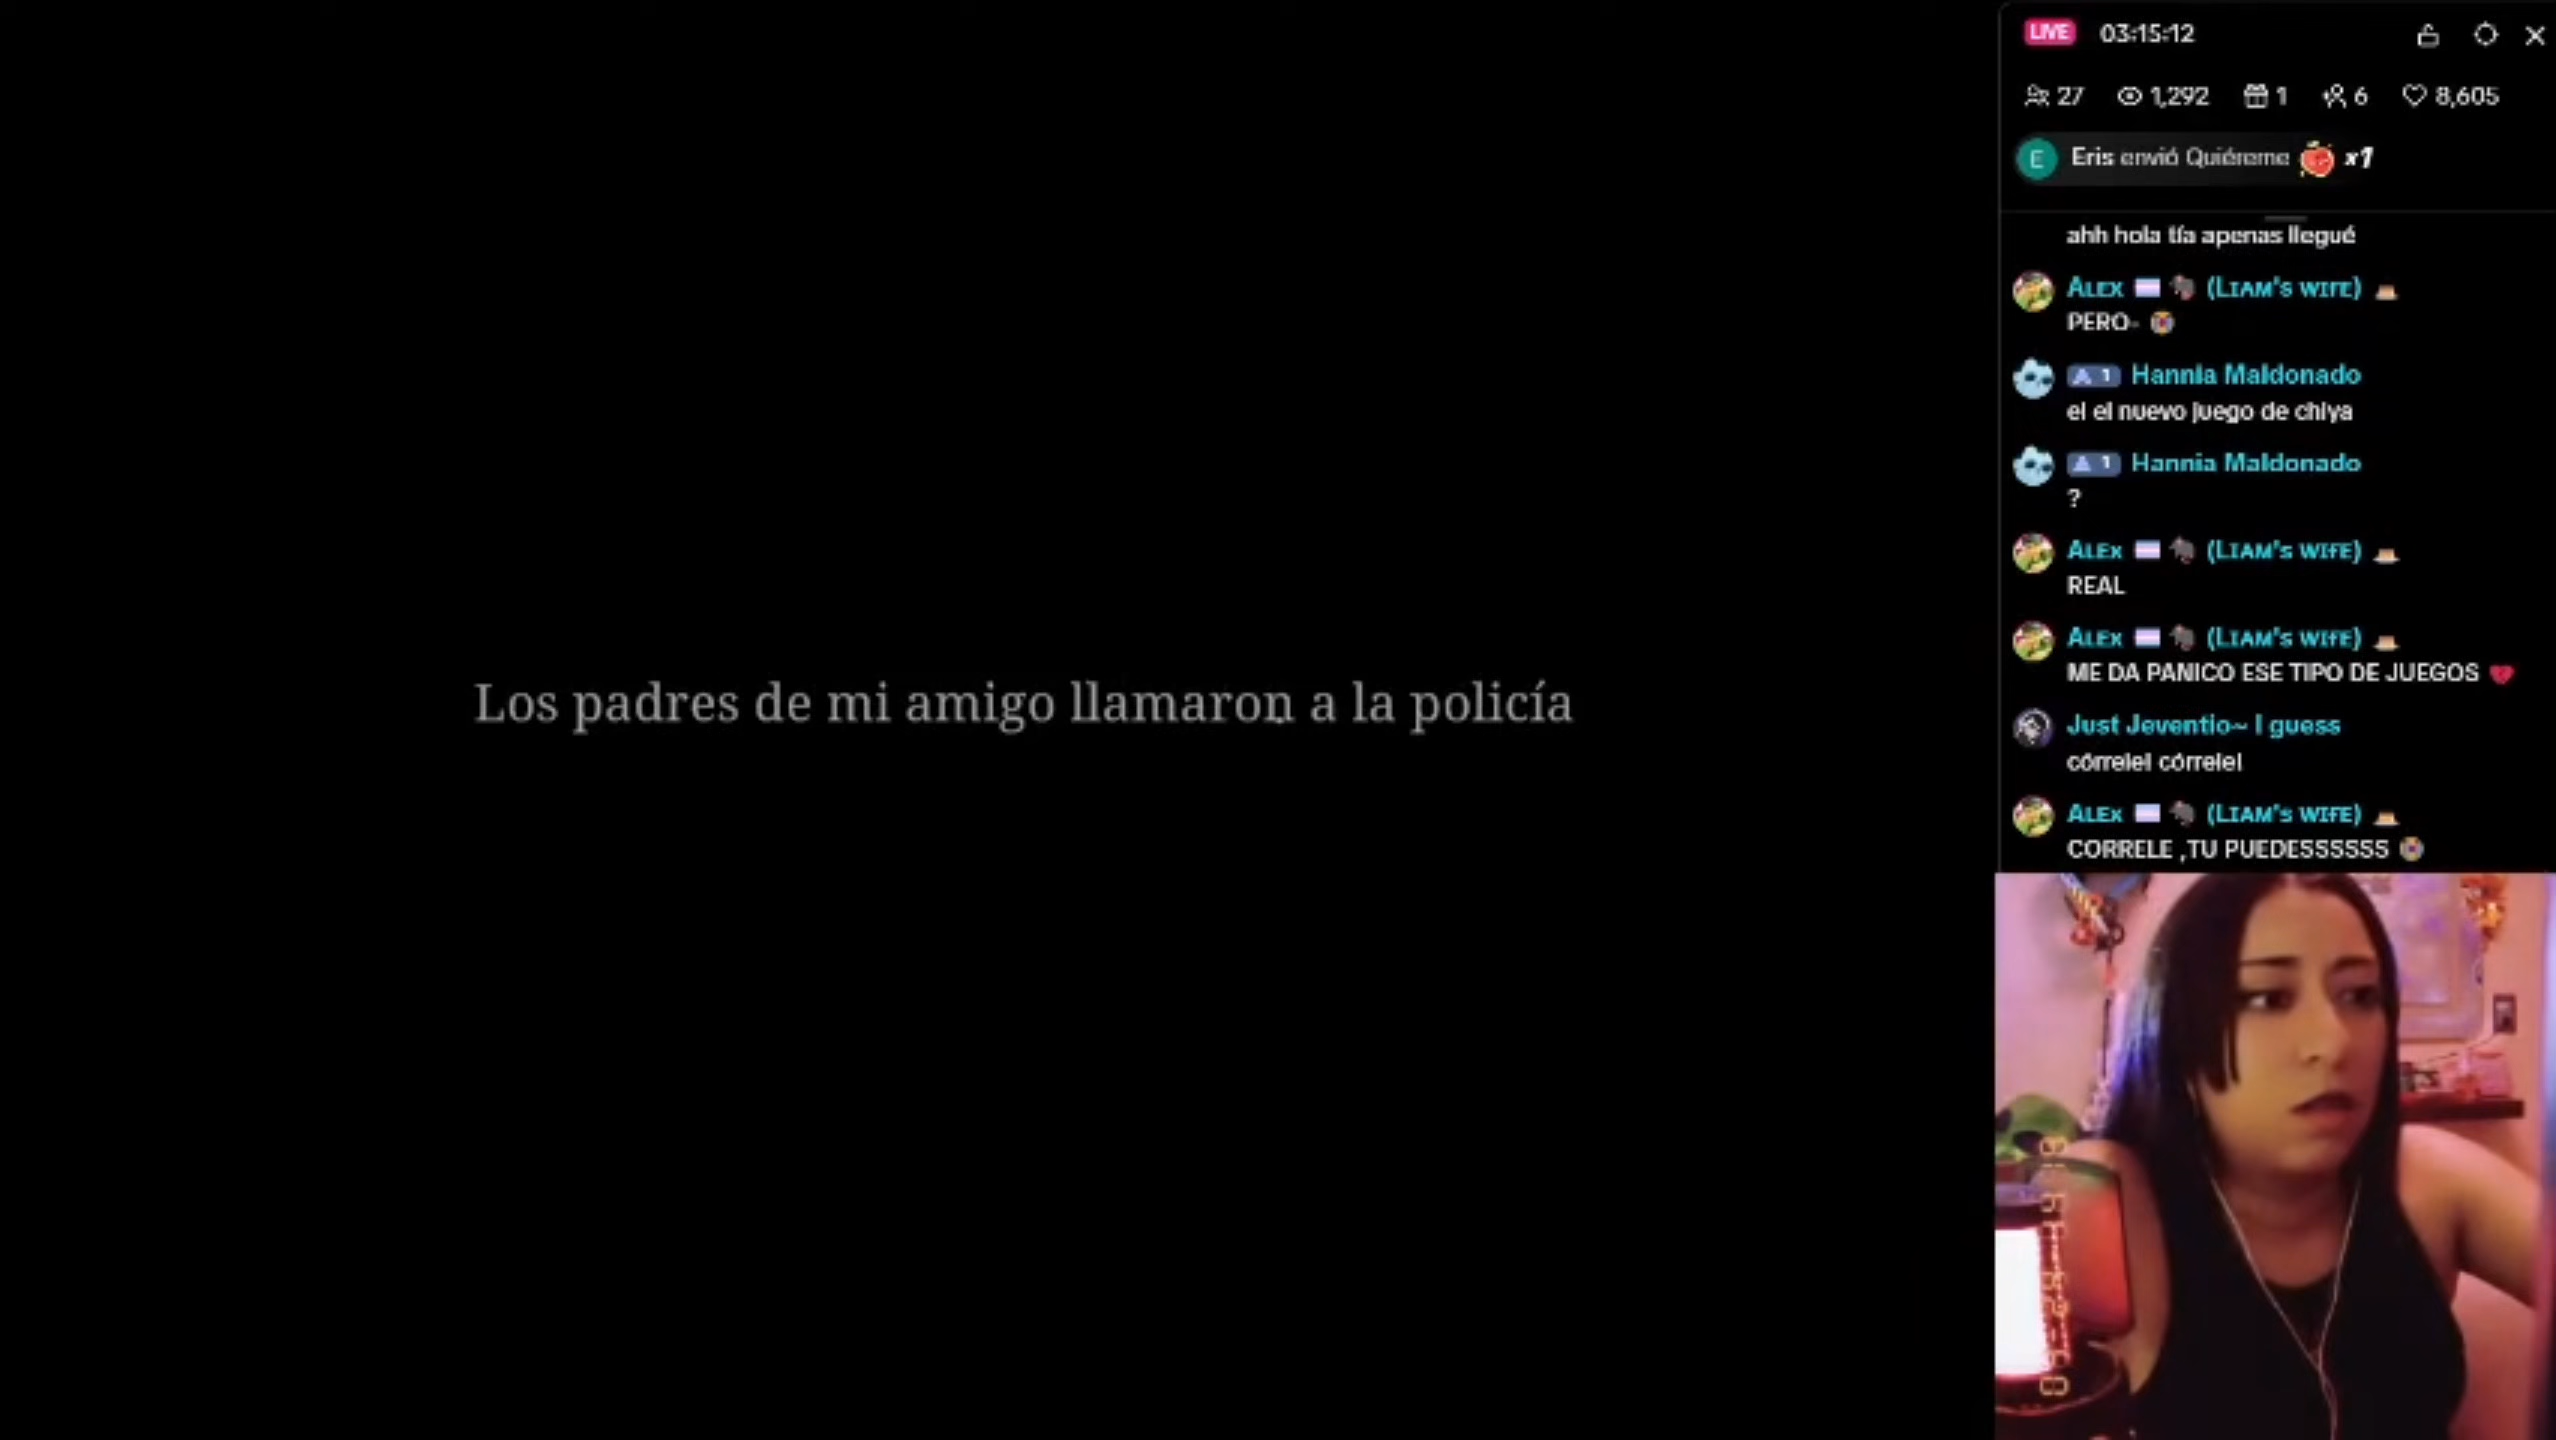 Los padres de mi amigo llamaron a la policía
LIVE 03:15:12
27 1,292 1 6 8,605
E Eris envió Quiéreme x1
ahh hola tía apenas llegué
ALEX (LIAM'S WIFE)
PERO-
1 Hannia Maldonado
el el nuevo juego de chiya
1 Hannia Maldonado
?
ALEX (LIAM'S WIFE)
REAL
ALEX (LIAM'S WIFE)
ME DA PANICO ESE TIPO DE JUEGOS
Just Jeventio~ I guess
córrele! córrele!
ALEX (LIAM'S WIFE)
CORRELE ,TU PUEDESSSSSS